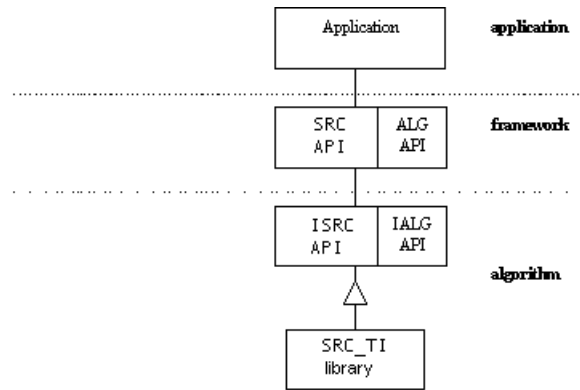 Application
application
SRC
API
ALG
API
framework
ISRC
API
IALG
API
algorithm
SRC_TI
library